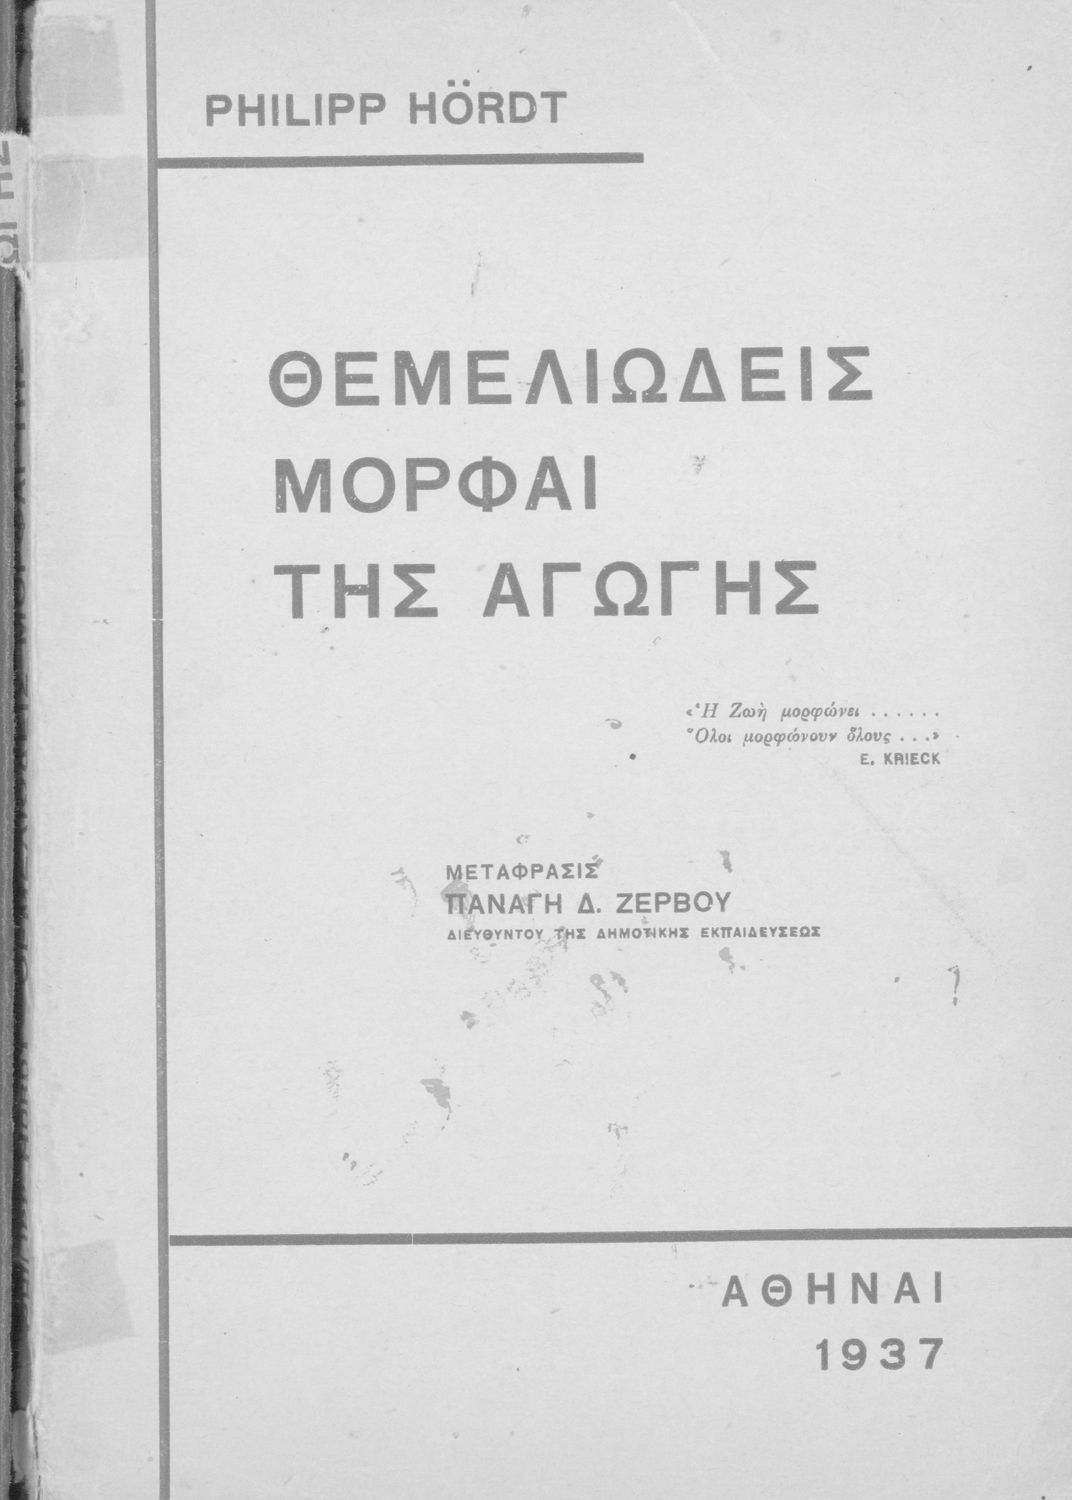 PHILIPP HÖRDT
ΘΕΜΕΛΙΩΔΕΙΣ
ΜΟΡΦΑΙ
ΤΗΣ ΑΓΩΓΗΣ
«Ἡ Ζωὴ μορφώνει ......
Ὅλοι μορφώνουν ὅλους ...»
E. KRIECK
ΜΕΤΑΦΡΑΣΙΣ
ΠΑΝΑΓΗ Δ. ΖΕΡΒΟΥ
ΔΙΕΥΘΥΝΤΟΥ ΤΗΣ ΔΗΜΟΤΙΚΗΣ ΕΚΠΑΙΔΕΥΣΕΩΣ
ΑΘΗΝΑΙ
1937